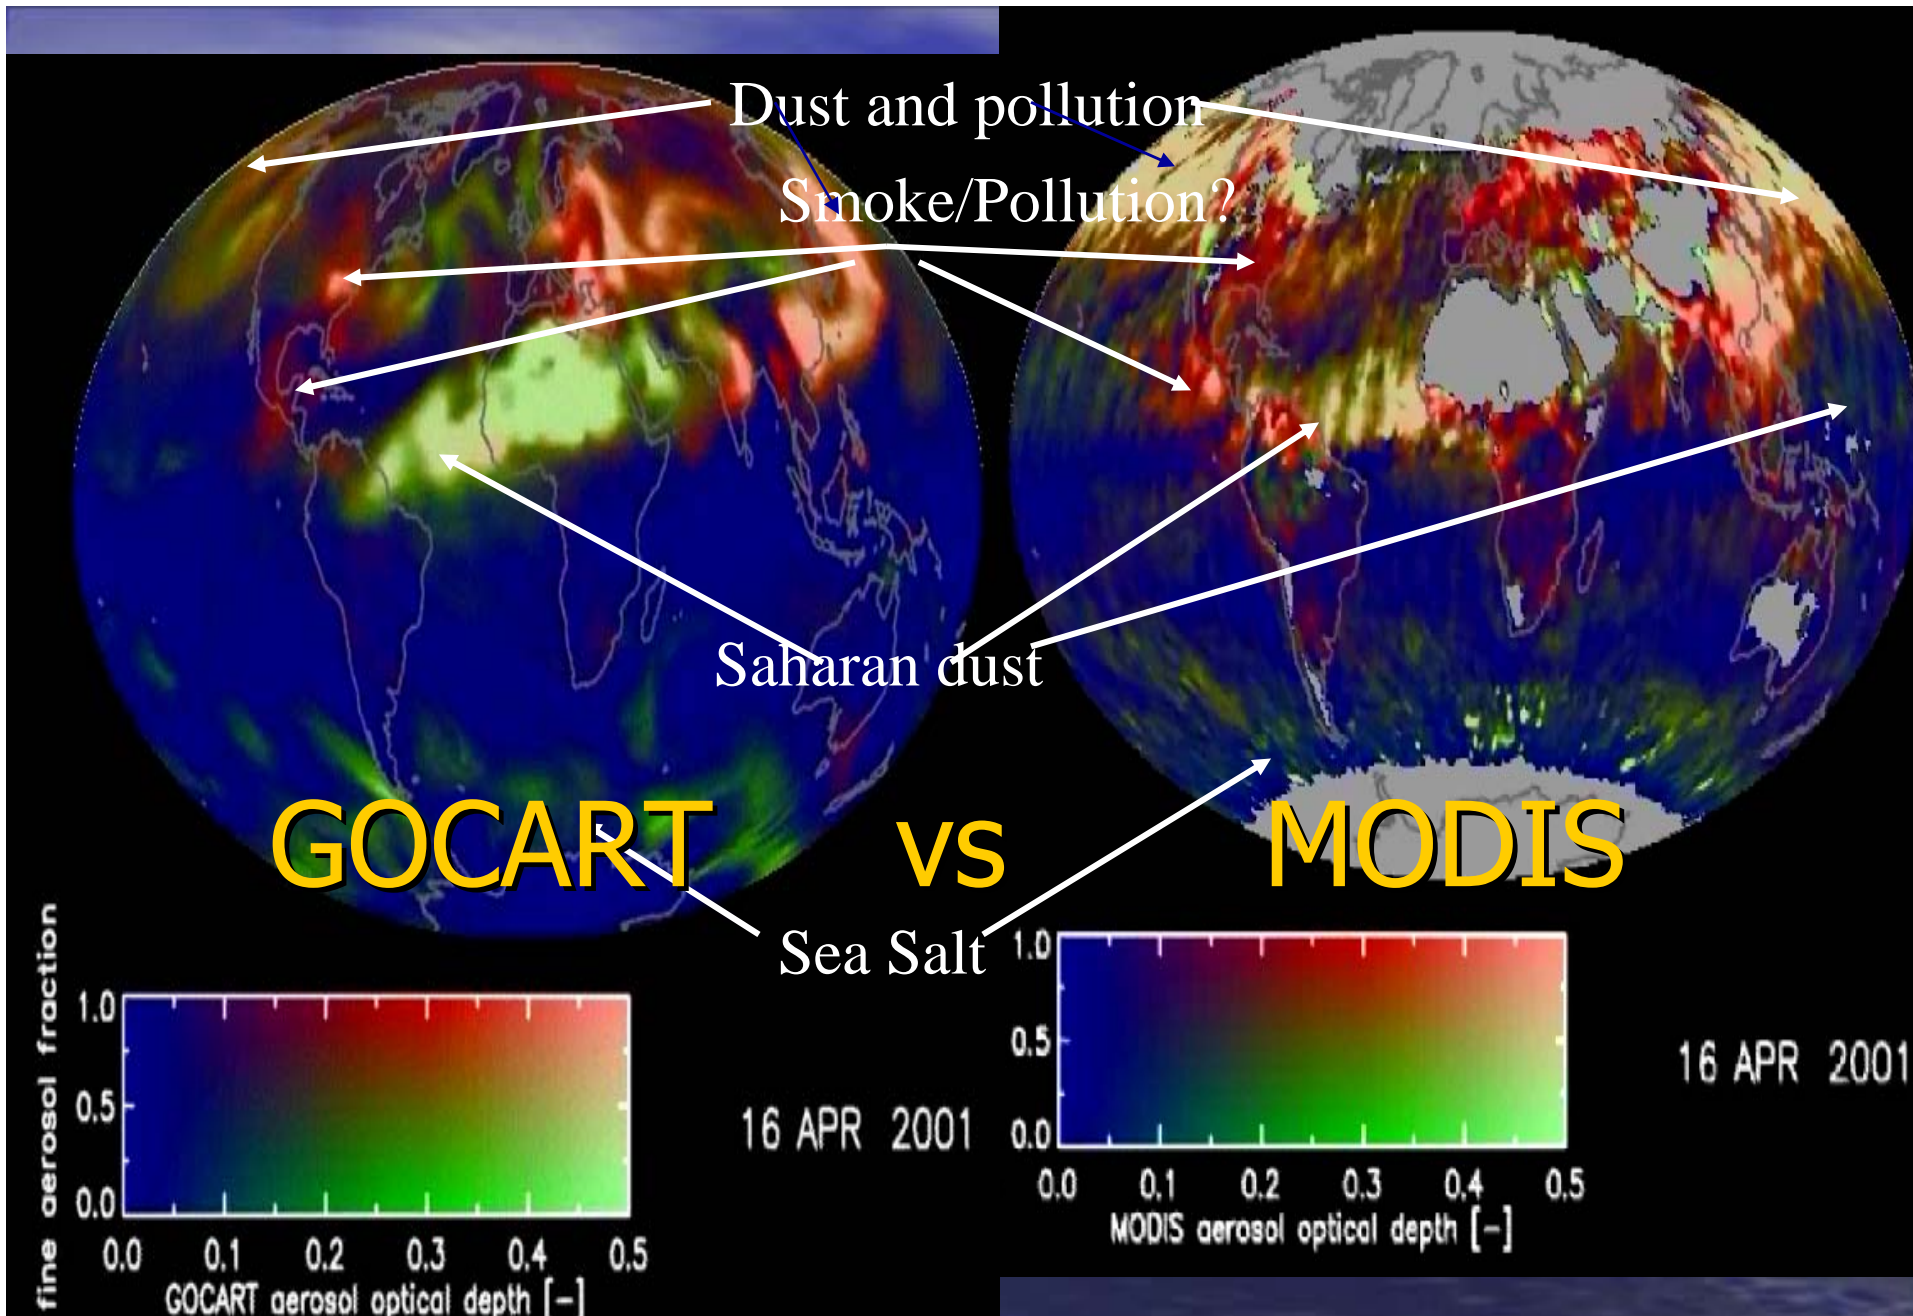 Dust and pollution
Smoke/Pollution?
Saharan dust
GOCART vs MODIS
Sea Salt
fine aerosol fraction
1.0
0.5
0.0
0.0 0.1 0.2 0.3 0.4 0.5
GOCART aerosol optical depth [-]
16 APR 2001
1.0
0.5
0.0
0.0 0.1 0.2 0.3 0.4 0.5
MODIS aerosol optical depth [-]
16 APR 2001